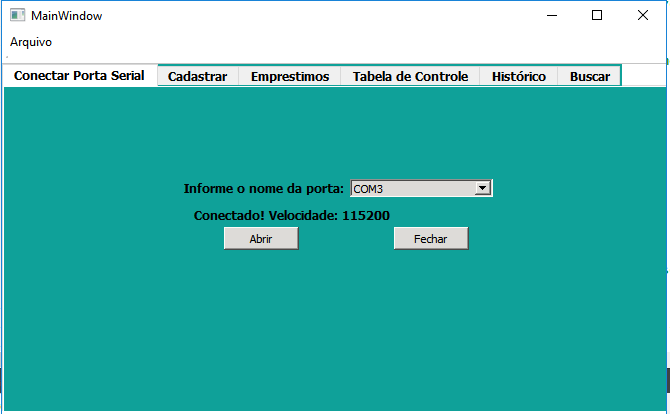 MainWindow
Arquivo
Conectar Porta Serial Cadastrar Emprestimos Tabela de Controle Histórico Buscar
Informe o nome da porta: COM3
Conectado! Velocidade: 115200
Abrir Fechar